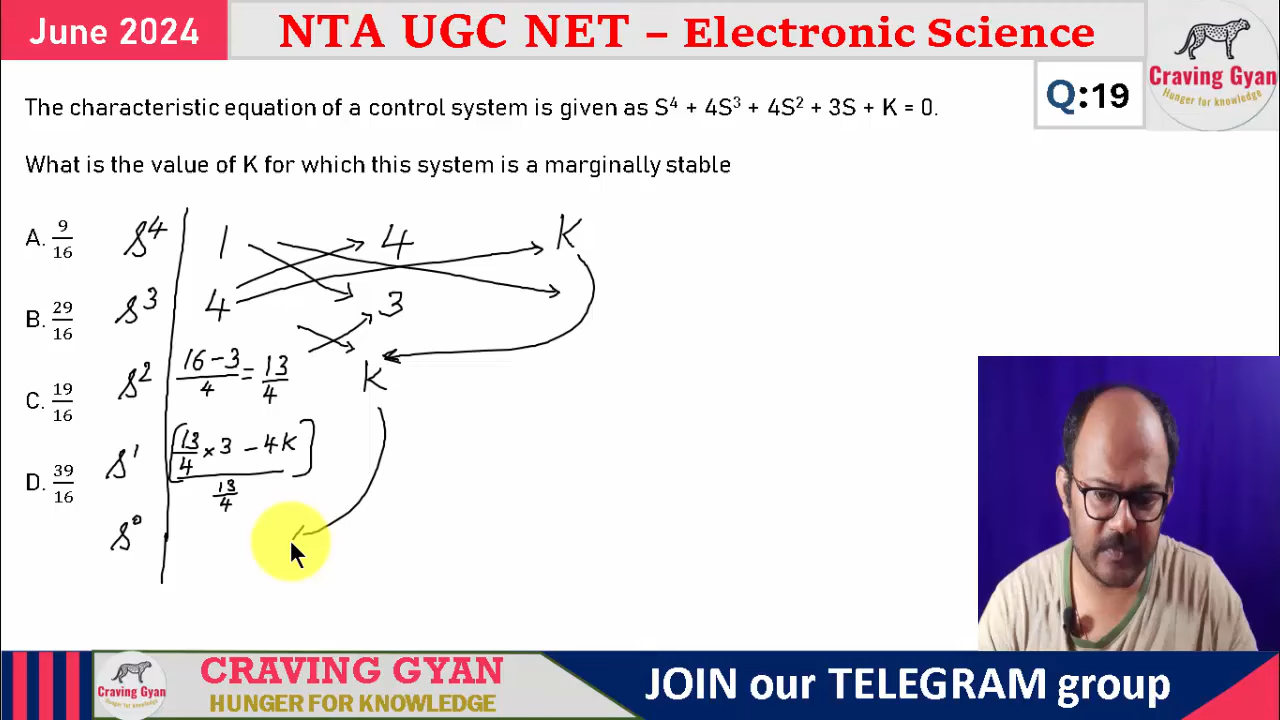 June 2024
NTA UGC NET – Electronic Science
Craving Gyan
Hunger for knowledge
Q:19
The characteristic equation of a control system is given as S⁴ + 4S³ + 4S² + 3S + K = 0.
What is the value of K for which this system is a marginally stable
A. 9/16
B. 29/16
C. 19/16
D. 39/16
S⁴ 1 4 K
S³ 4 3
S² 16-3/4 = 13/4 K
S¹ [13/4 × 3 - 4K] / 13/4
S⁰
Craving Gyan
Hunger for knowledge
CRAVING GYAN
HUNGER FOR KNOWLEDGE
JOIN our TELEGRAM group